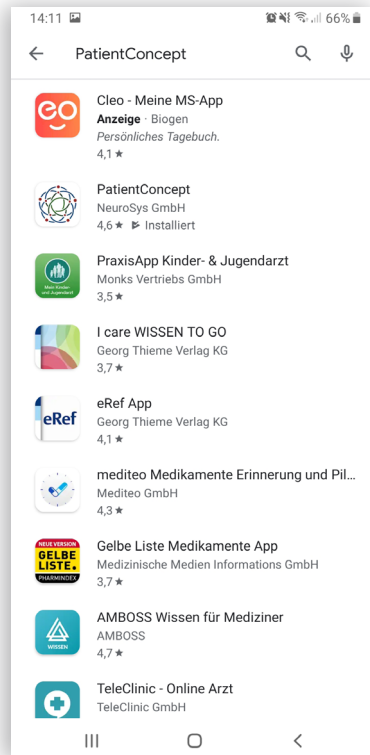 14:11 66%
PatientConcept
Cleo - Meine MS-App
Anzeige · Biogen
Persönliches Tagebuch.
4,1 ★
PatientConcept
NeuroSys GmbH
4,6 ★ Installiert
PraxisApp Kinder- & Jugendarzt
Monks Vertriebs GmbH
3,5 ★
Mein Kinder-
und Jugendarzt
I care WISSEN TO GO
Georg Thieme Verlag KG
3,7 ★
eRef
eRef App
Georg Thieme Verlag KG
4,1 ★
mediteo Medikamente Erinnerung und Pil...
Mediteo GmbH
4,3 ★
NEUE VERSION
GELBE
LISTE.
PHARMINDEX
Gelbe Liste Medikamente App
Medizinische Medien Informations GmbH
3,7 ★
WISSEN
AMBOSS Wissen für Mediziner
AMBOSS
4,7 ★
TeleClinic - Online Arzt
TeleClinic GmbH